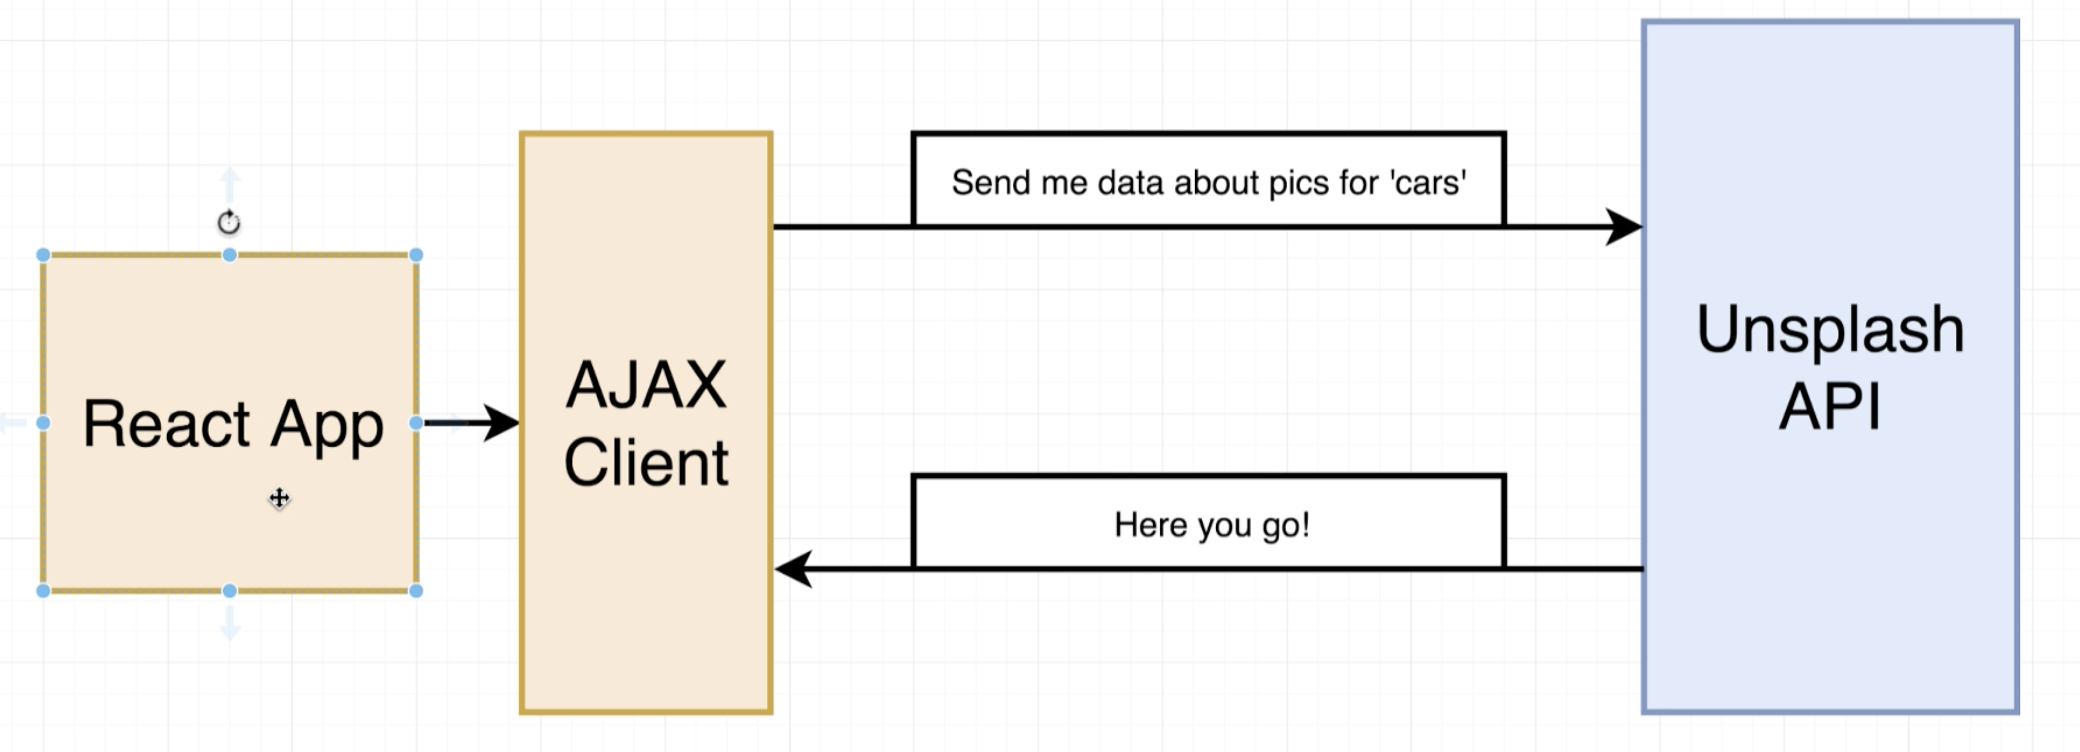 React App
AJAX
Client
Send me data about pics for 'cars'
Here you go!
Unsplash
API